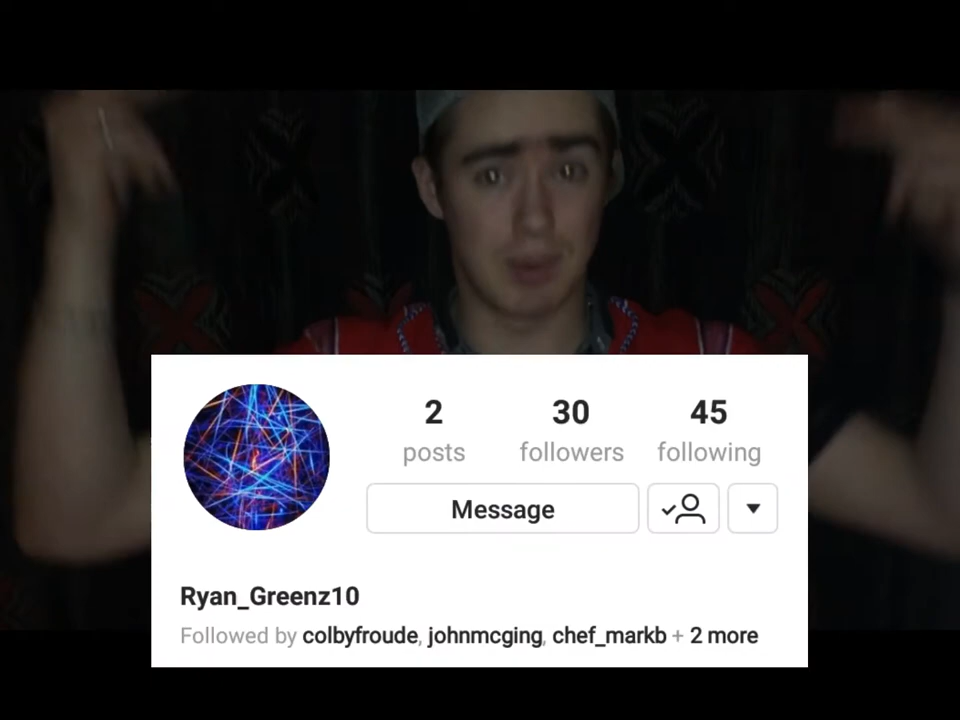 2 30 45
posts followers following
Message
Ryan_Greenz10
Followed by colbyfroude, johnmcging, chef_markb + 2 more